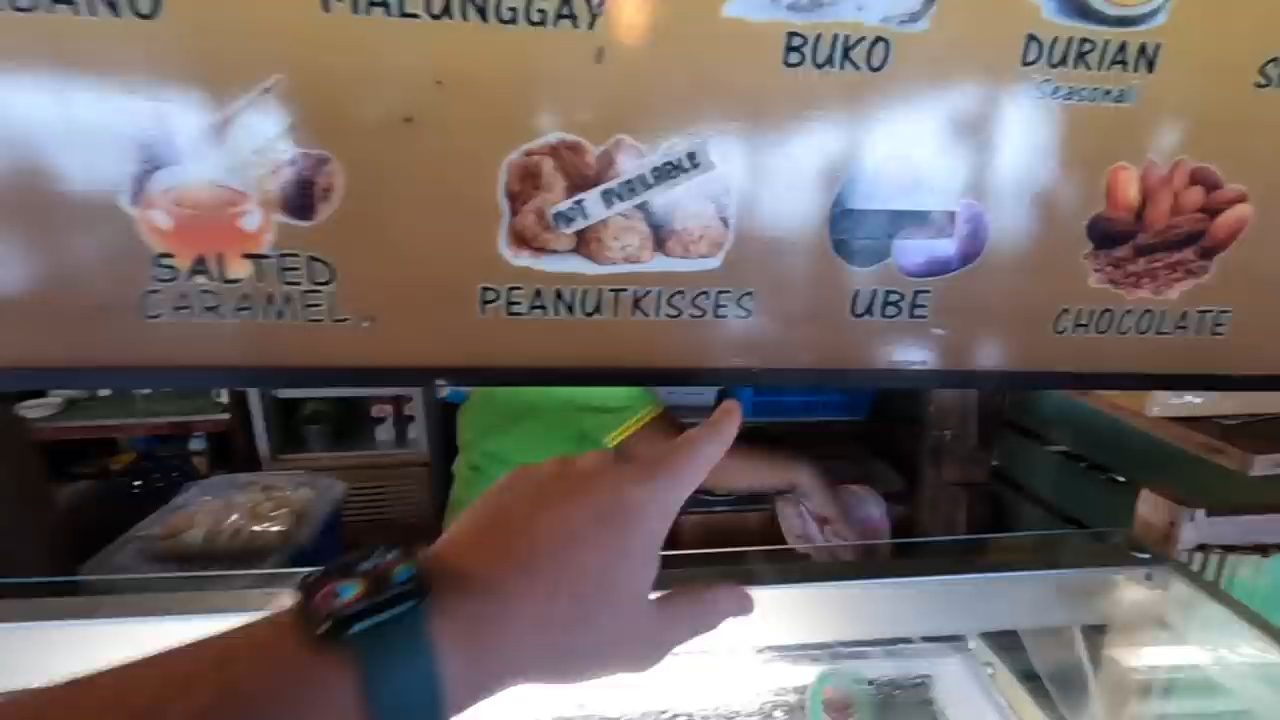 MALUNGGAY
BUKO
DURIAN
Seasonal
SALTED
CARAMEL
NOT AVAILABLE
PEANUTKISSES
UBE
CHOCOLATE